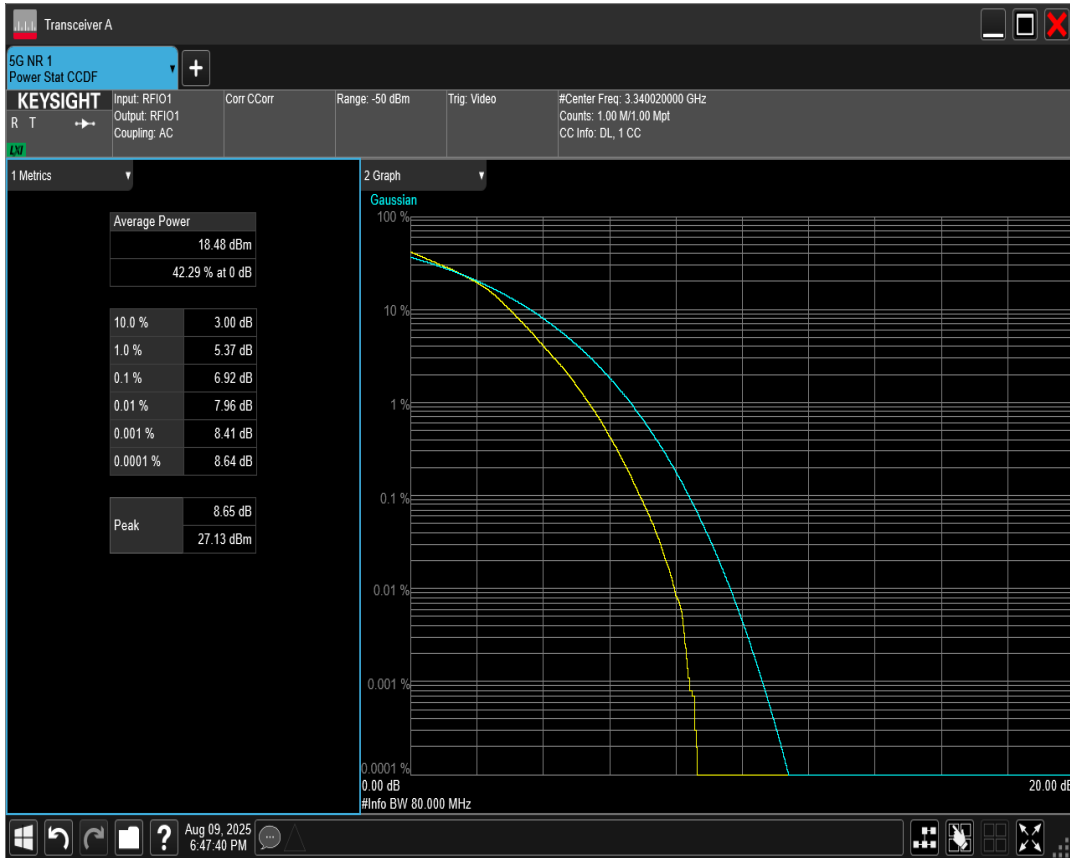 Transceiver A
5G NR 1
Power Stat CCDF
KEYSIGHT
R T
LXI
Input: RFIO1
Output: RFIO1
Coupling: AC
Corr CCorr
Range: -50 dBm
Trig: Video
#Center Freq: 3.340020000 GHz
Counts: 1.00 M/1.00 Mpt
CC Info: DL, 1 CC
1 Metrics
Average Power
18.48 dBm
42.29 % at 0 dB
10.0 % 3.00 dB
1.0 % 5.37 dB
0.1 % 6.92 dB
0.01 % 7.96 dB
0.001 % 8.41 dB
0.0001 % 8.64 dB
Peak
8.65 dB
27.13 dBm
2 Graph
Gaussian
100 %
10 %
1 %
0.1 %
0.01 %
0.001 %
0.0001 %
0.00 dB 20.00 dB
#Info BW 80.000 MHz
?
Aug 09, 2025
6:47:40 PM